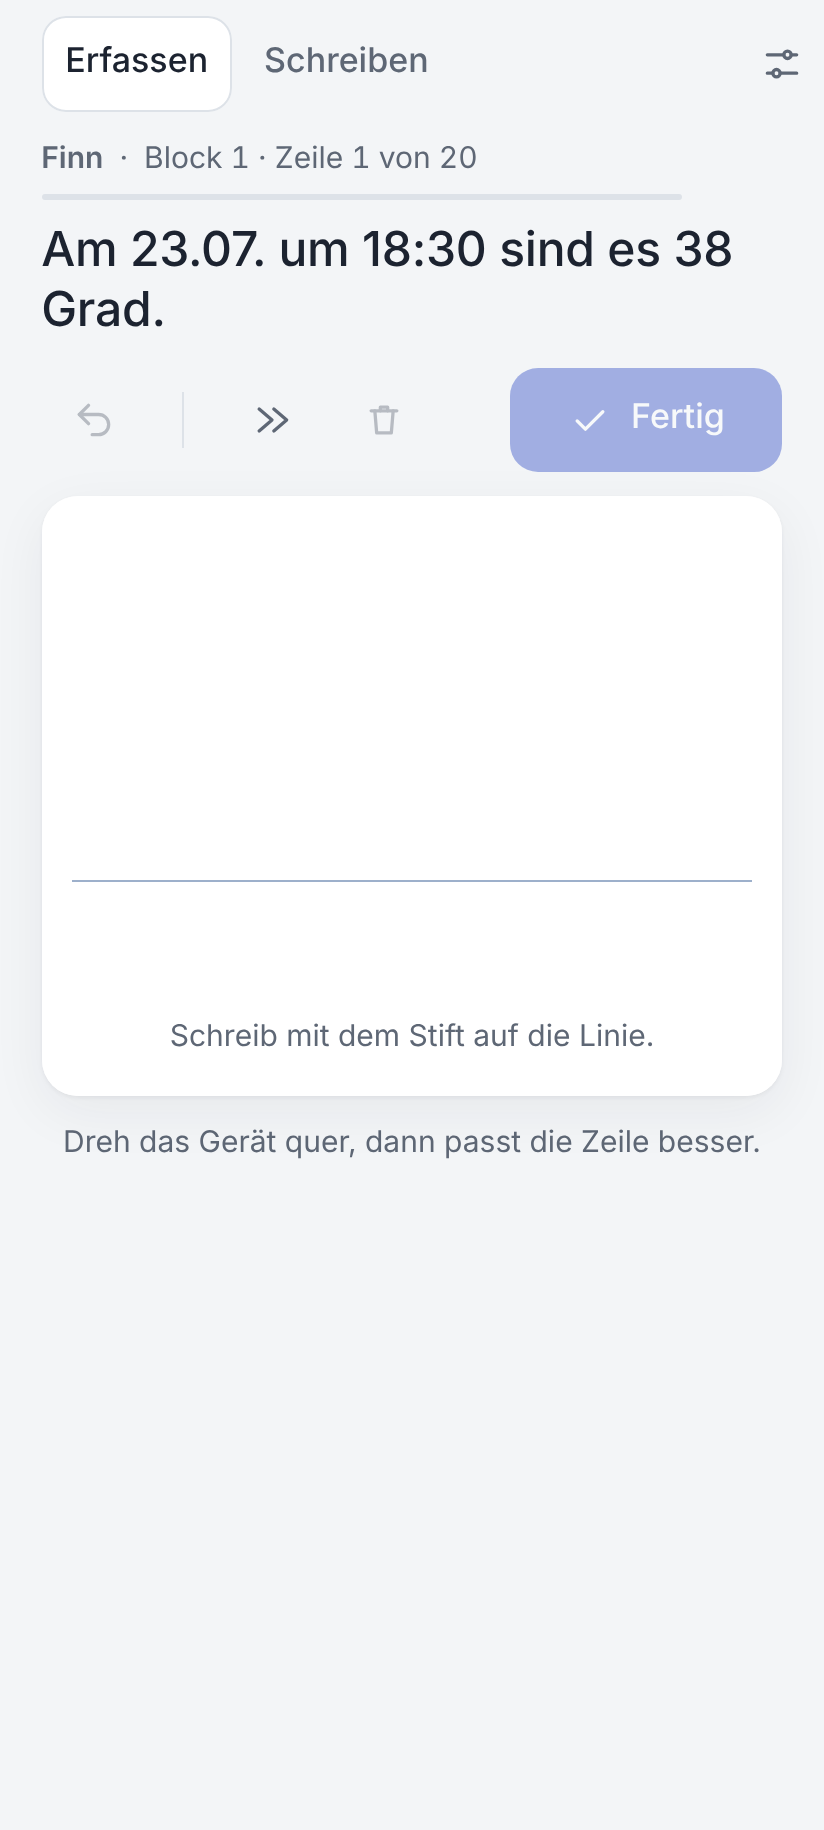 Erfassen Schreiben
Finn · Block 1 · Zeile 1 von 20
Am 23.07. um 18:30 sind es 38
Grad.
Fertig
Schreib mit dem Stift auf die Linie.
Dreh das Gerät quer, dann passt die Zeile besser.